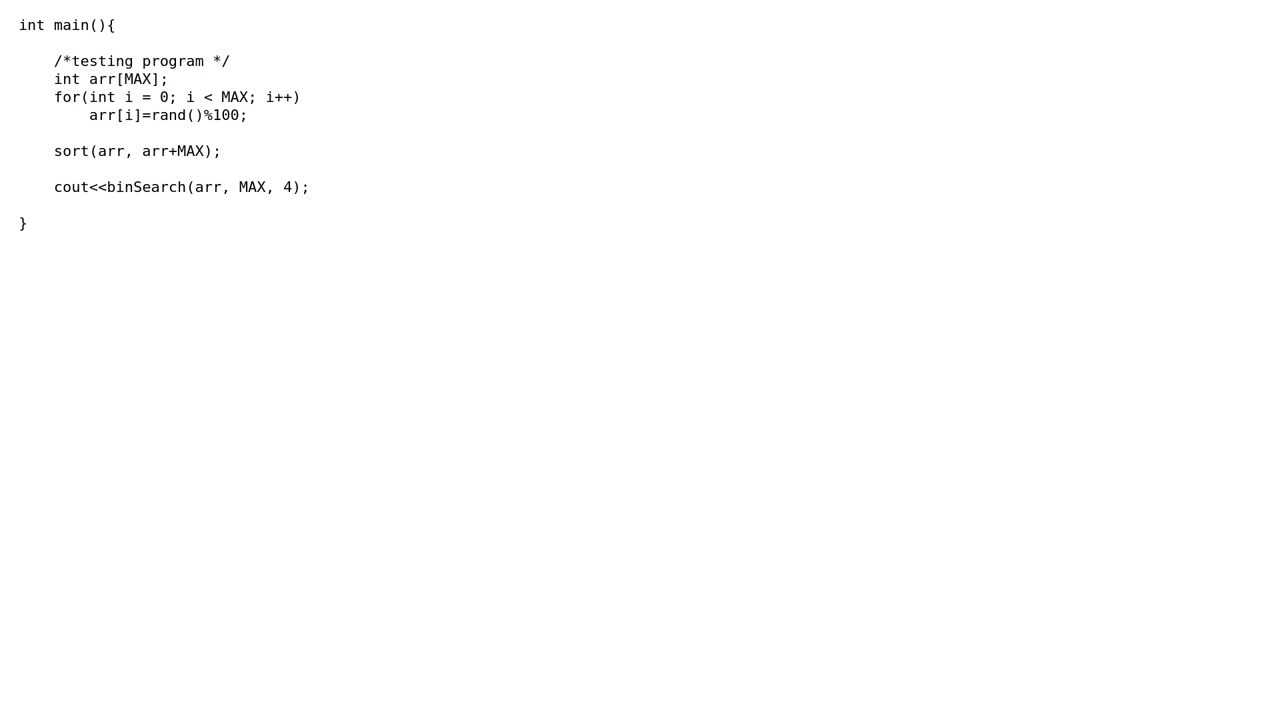 int main(){
    /*testing program */
    int arr[MAX];
    for(int i = 0; i < MAX; i++)
        arr[i]=rand()%100;
    sort(arr, arr+MAX);
    cout<<binSearch(arr, MAX, 4);
}